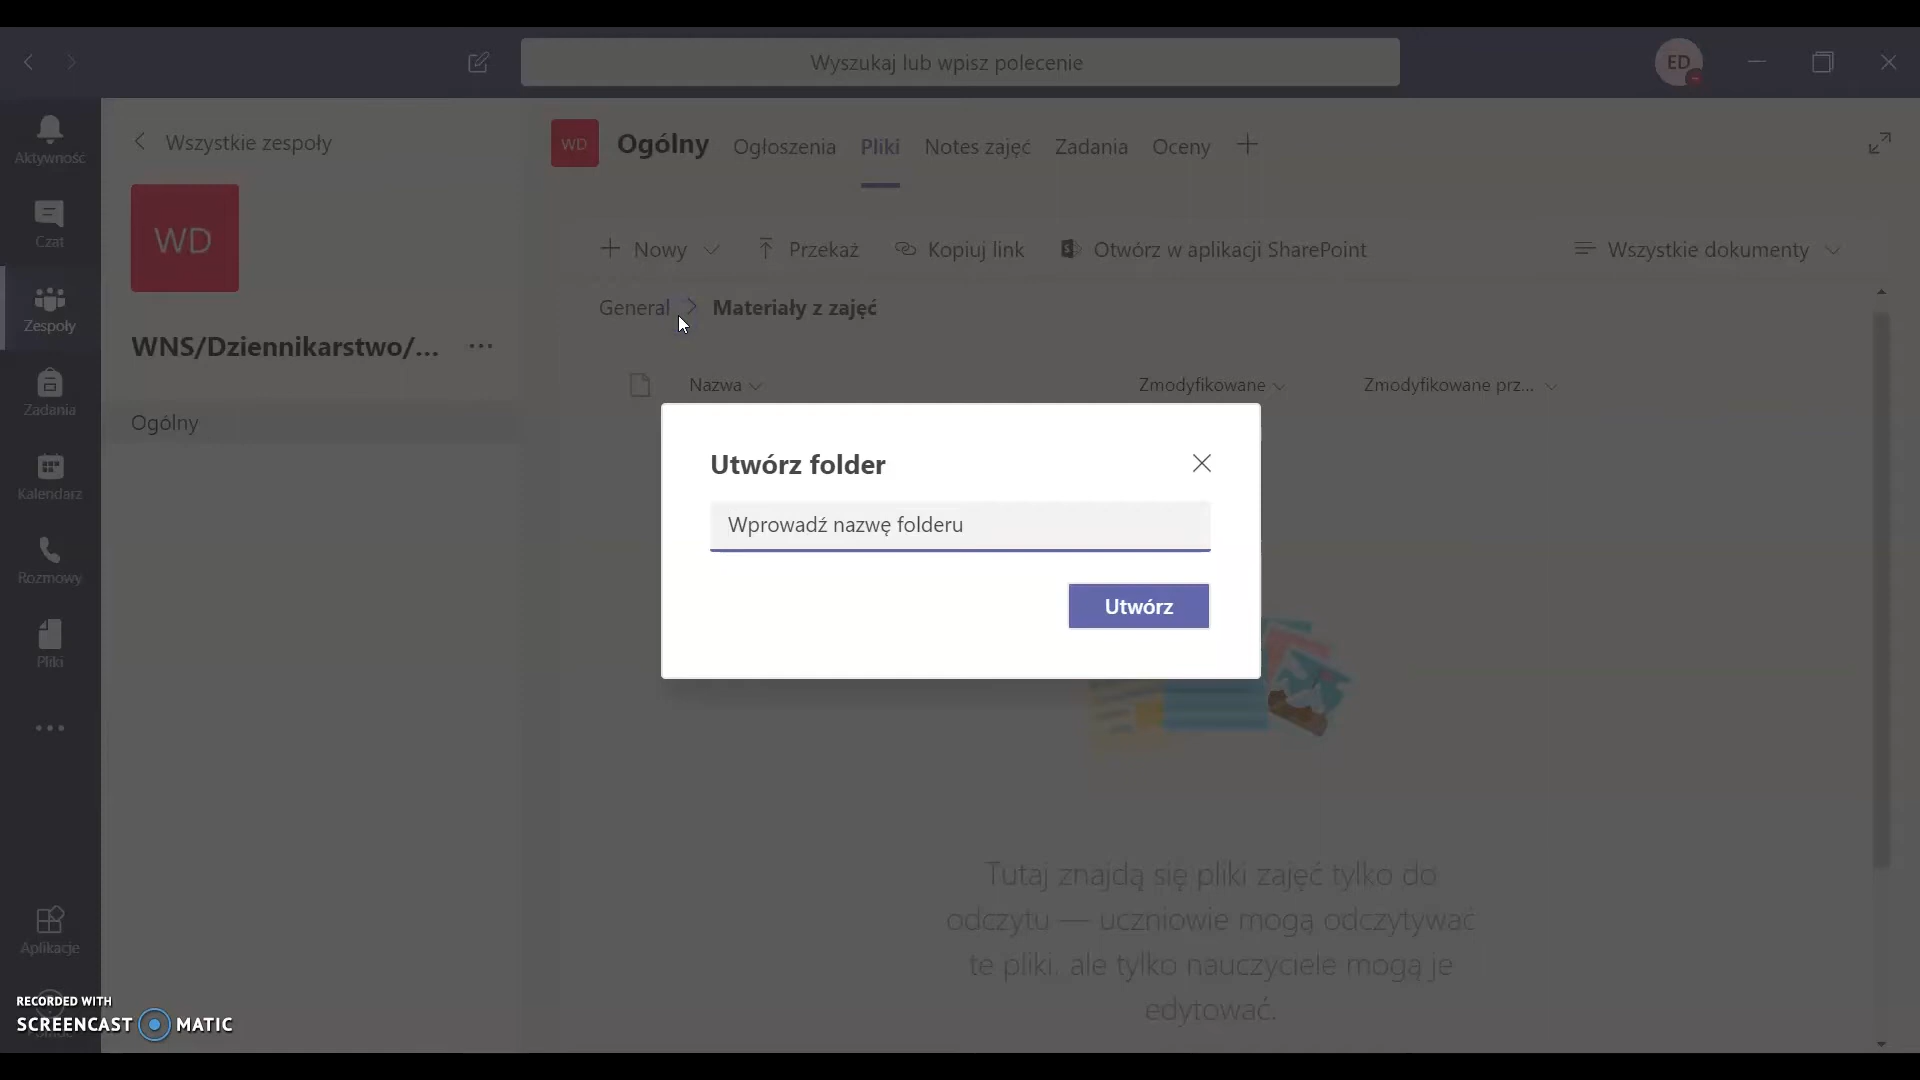 Wyszukaj lub wpisz polecenie
ED
Aktywność
Czat
Zespoły
Zadania
Kalendarz
Rozmowy
Pliki
Aplikacje
Wszystkie zespoły
WD
WNS/Dziennikarstwo/...
Ogólny
WD
Ogólny Ogłoszenia Pliki Notes zajęć Zadania Oceny
Nowy Przekaż Kopiuj link Otwórz w aplikacji SharePoint Wszystkie dokumenty
General > Materiały z zajęć
Nazwa Zmodyfikowane Zmodyfikowane prz...
Utwórz folder
Wprowadź nazwę folderu
Utwórz
Tutaj znajdą się pliki zajęć tylko do
odczytu — uczniowie mogą odczytywać
te pliki, ale tylko nauczyciele mogą je
edytować.
RECORDED WITH
SCREENCAST MATIC